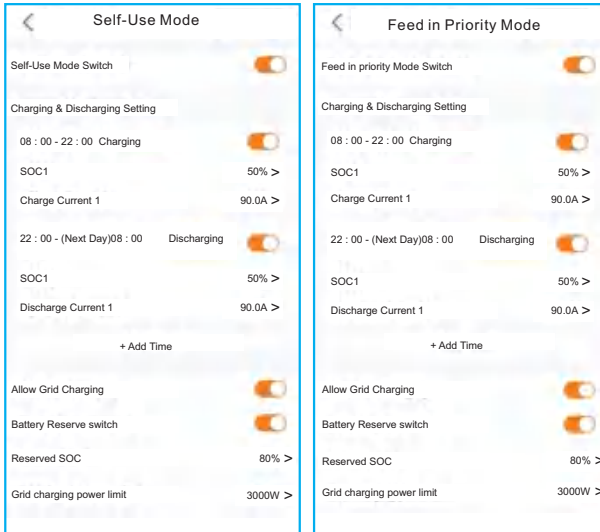 Self-Use Mode
Self-Use Mode Switch
Charging & Discharging Setting
08 : 00 - 22 : 00 Charging
SOC1 50% >
Charge Current 1 90.0A >
22 : 00 - (Next Day)08 : 00 Discharging
SOC1 50% >
Discharge Current 1 90.0A >
+ Add Time
Allow Grid Charging
Battery Reserve switch
Reserved SOC 80% >
Grid charging power limit 3000W >
Feed in Priority Mode
Feed in priority Mode Switch
Charging & Discharging Setting
08 : 00 - 22 : 00 Charging
SOC1 50% >
Charge Current 1 90.0A >
22 : 00 - (Next Day)08 : 00 Discharging
SOC1 50% >
Discharge Current 1 90.0A >
+ Add Time
Allow Grid Charging
Battery Reserve switch
Reserved SOC 80% >
Grid charging power limit 3000W >